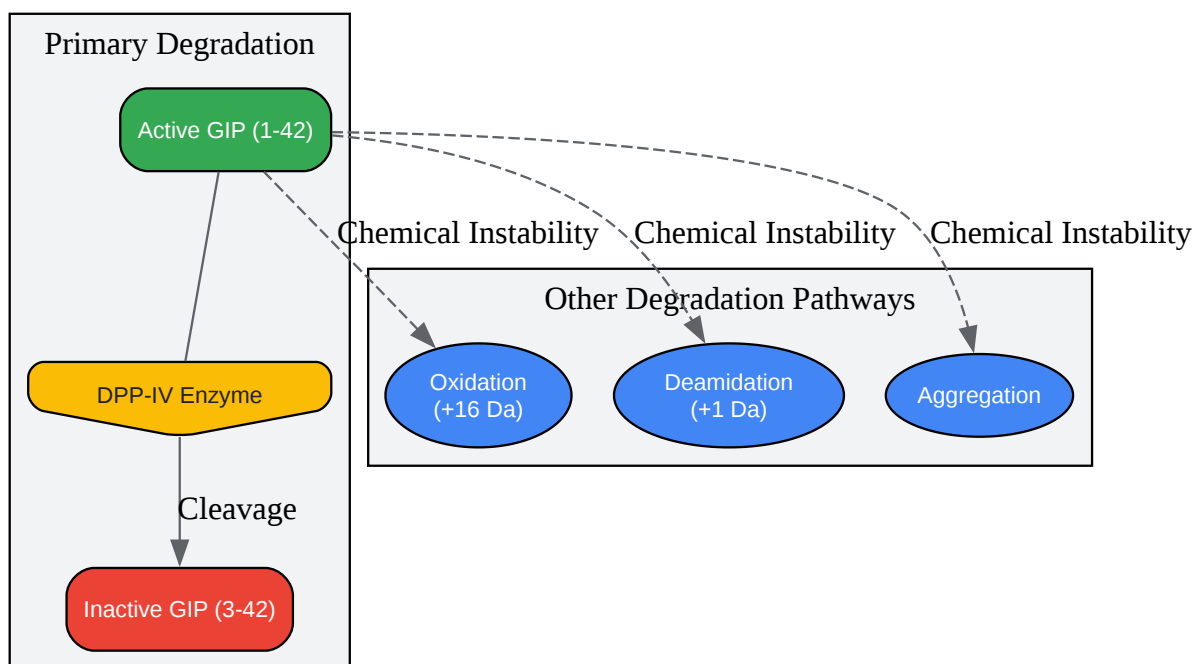 Primary Degradation
Active GIP (1-42)
Chemical Instability
Chemical Instability
Chemical Instability
Other Degradation Pathways
DPP-IV Enzyme
Oxidation
(+16 Da)
Deamidation
(+1 Da)
Aggregation
Cleavage
Inactive GIP (3-42)